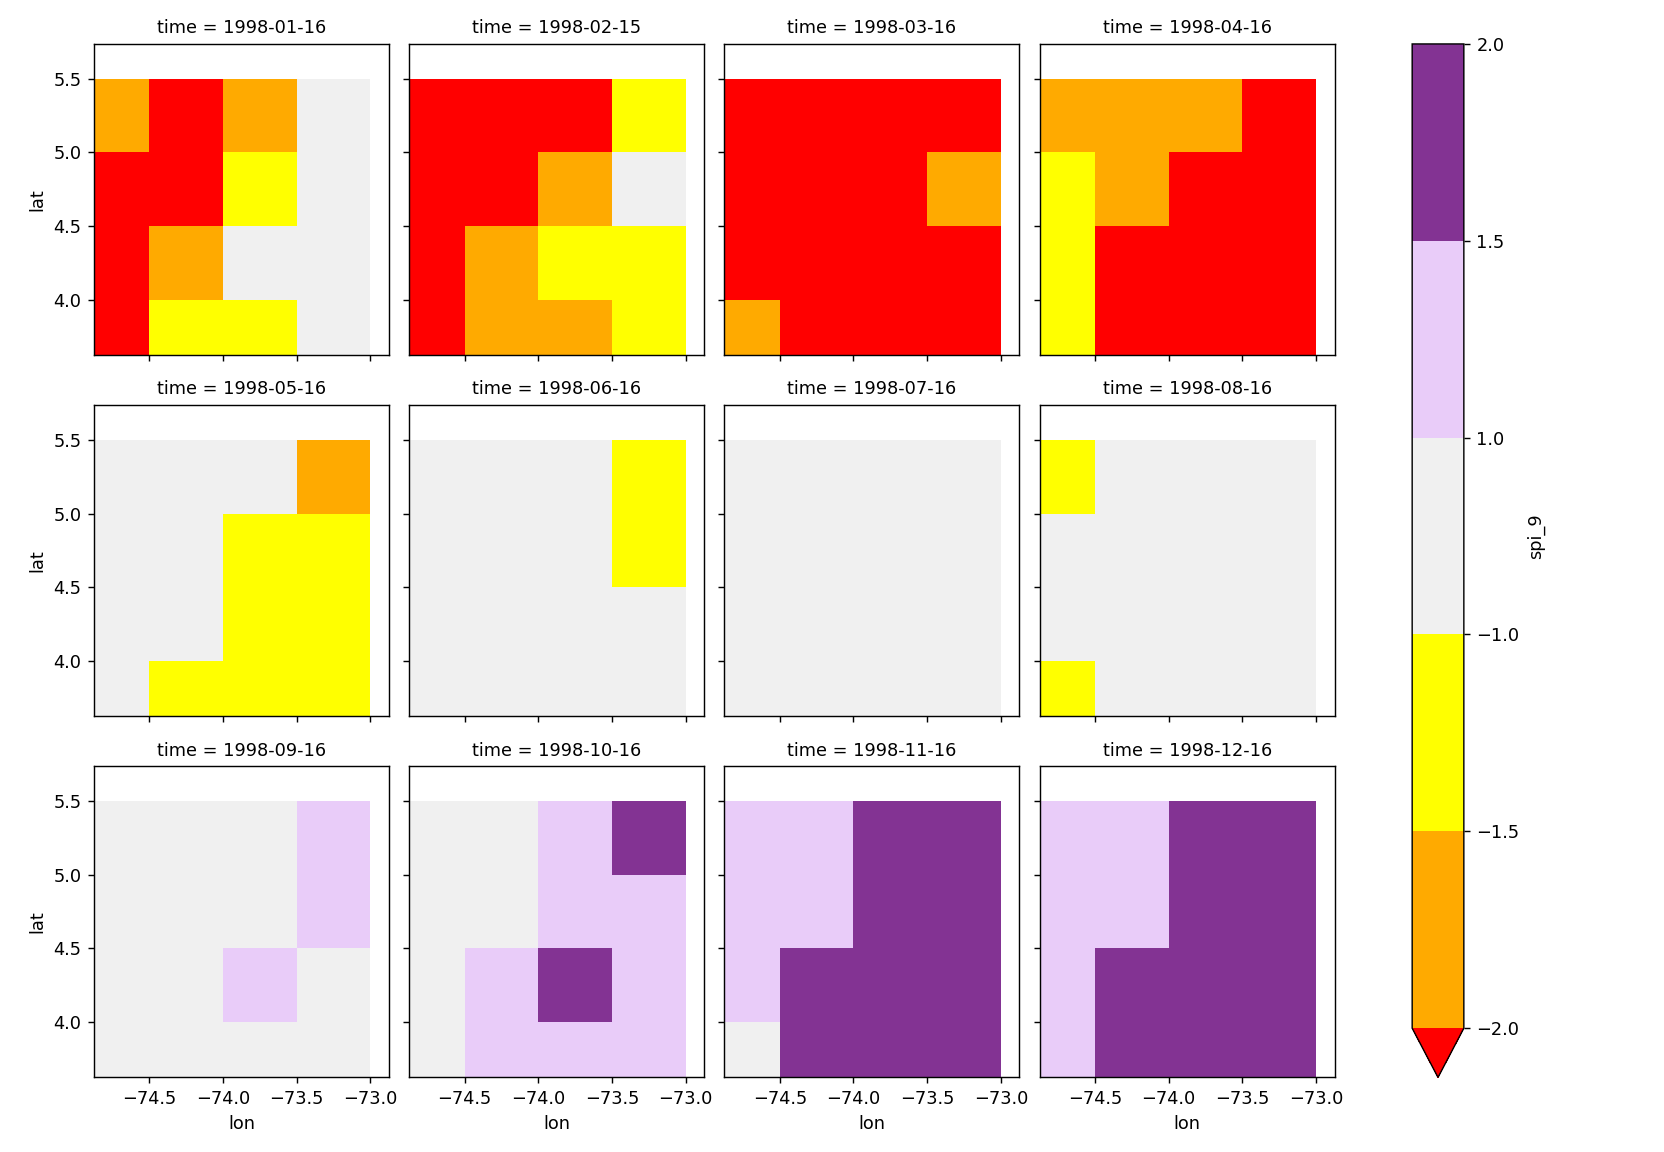 time = 1998-01-16
time = 1998-02-15
time = 1998-03-16
time = 1998-04-16
5.5
5.0
4.5
4.0
lat
time = 1998-05-16
time = 1998-06-16
time = 1998-07-16
time = 1998-08-16
5.5
5.0
4.5
4.0
lat
time = 1998-09-16
time = 1998-10-16
time = 1998-11-16
time = 1998-12-16
5.5
5.0
4.5
4.0
lat
−74.5 −74.0 −73.5 −73.0
lon
−74.5 −74.0 −73.5 −73.0
lon
−74.5 −74.0 −73.5 −73.0
lon
−74.5 −74.0 −73.5 −73.0
lon
2.0
1.5
1.0
−1.0
−1.5
−2.0
spi_9